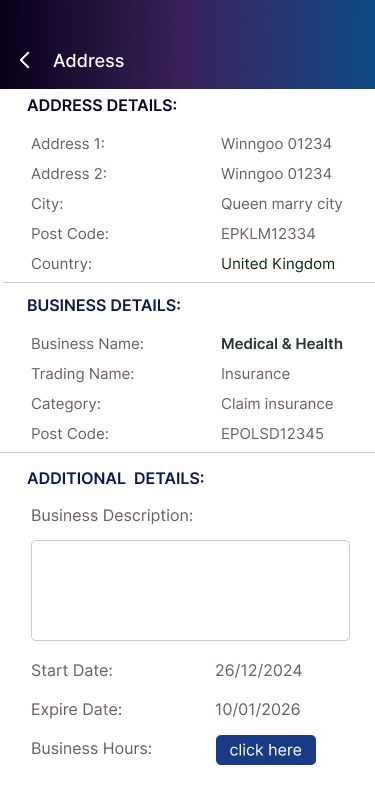 Address
ADDRESS DETAILS:
Address 1: Winngoo 01234
Address 2: Winngoo 01234
City: Queen marry city
Post Code: EPKLM12334
Country: United Kingdom
BUSINESS DETAILS:
Business Name: Medical & Health
Trading Name: Insurance
Category: Claim insurance
Post Code: EPOLSD12345
ADDITIONAL DETAILS:
Business Description:
Start Date: 26/12/2024
Expire Date: 10/01/2026
Business Hours: click here